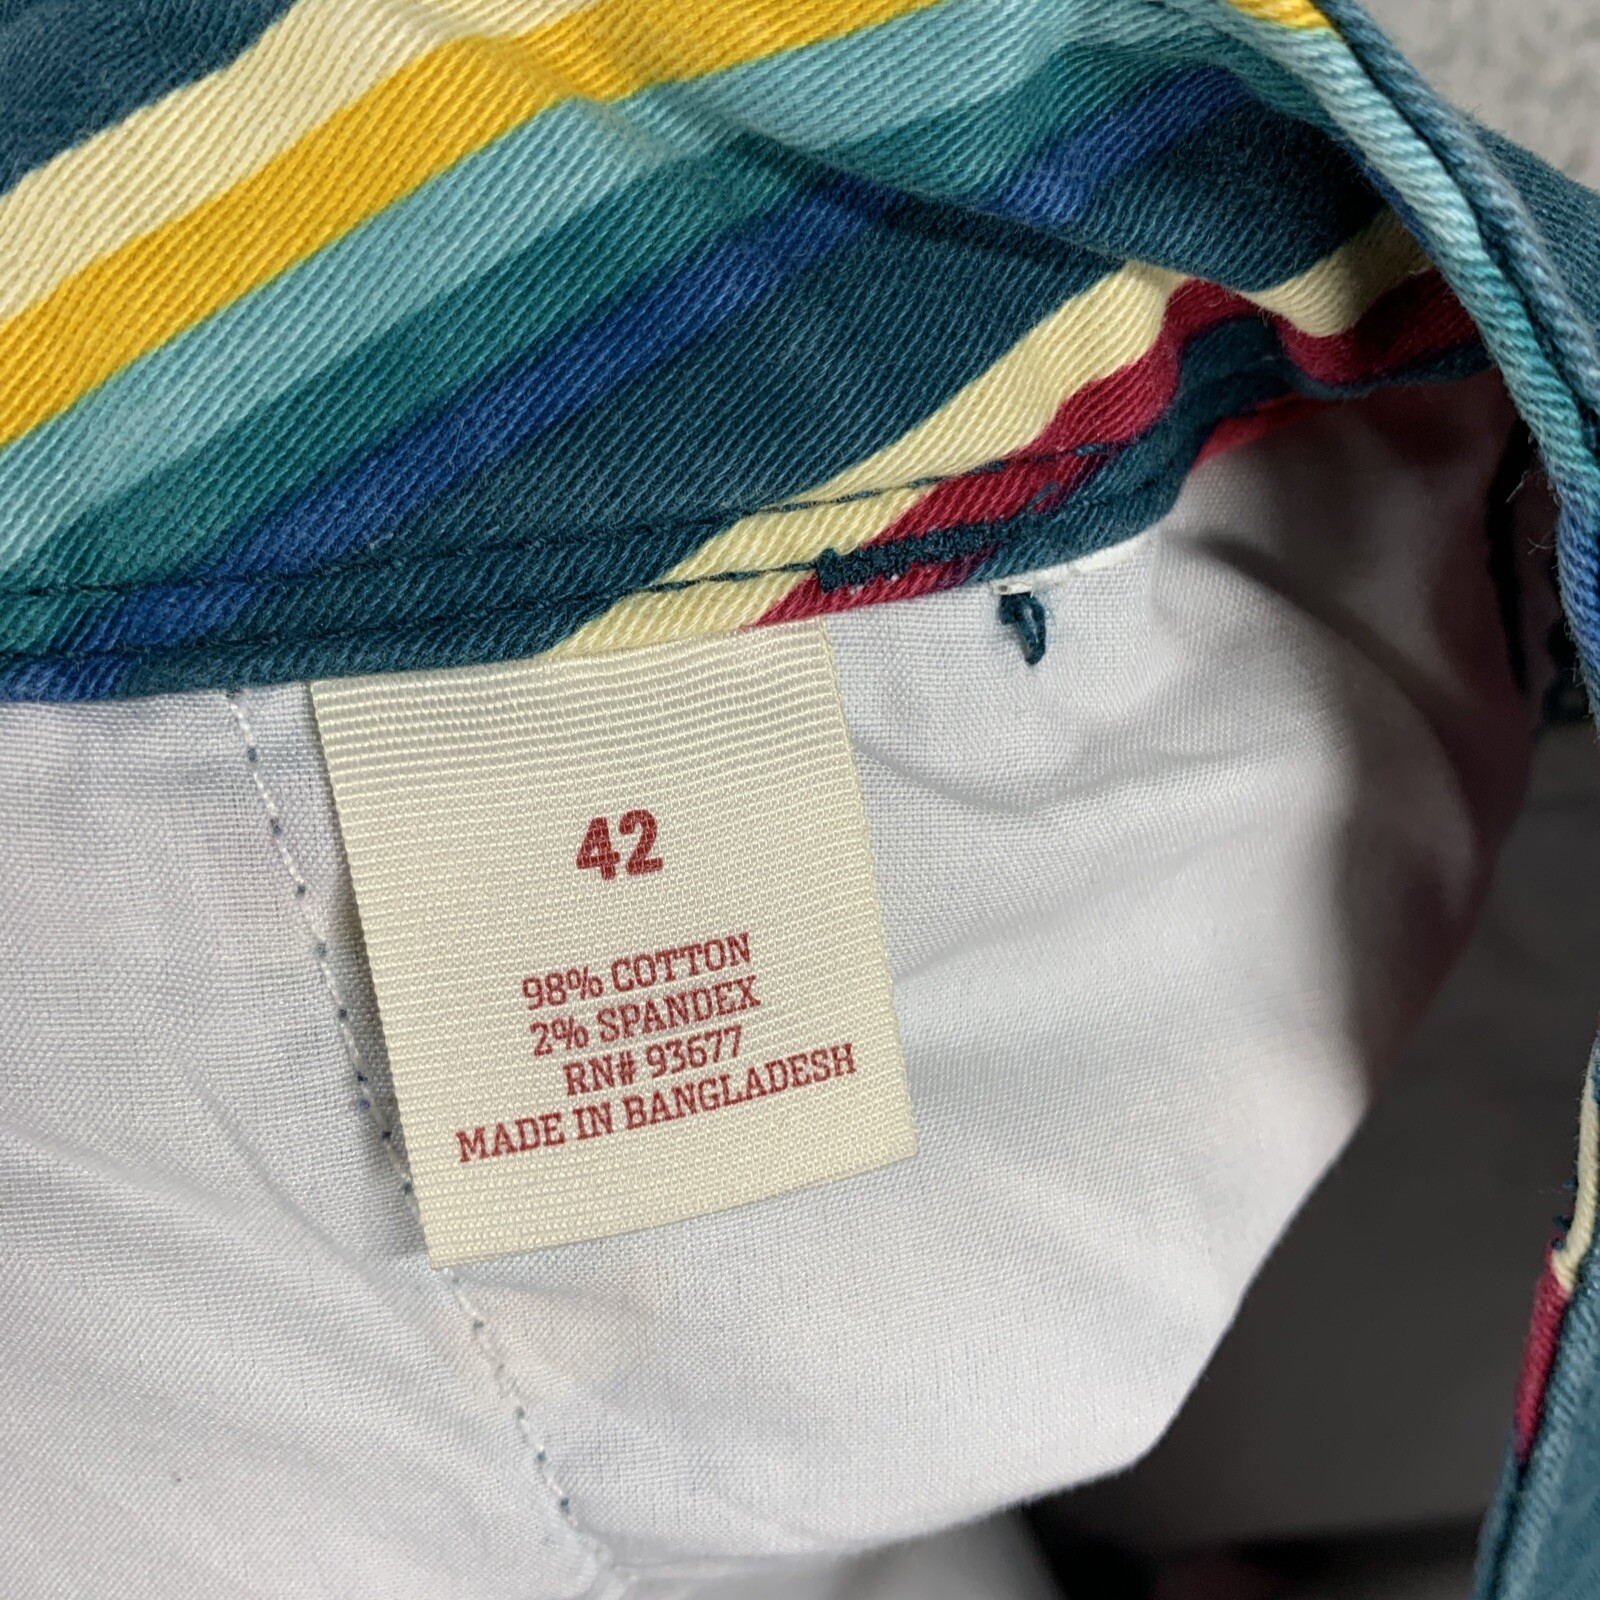 42
98% COTTON
2% SPANDEX
RN# 93677
MADE IN BANGLADESH